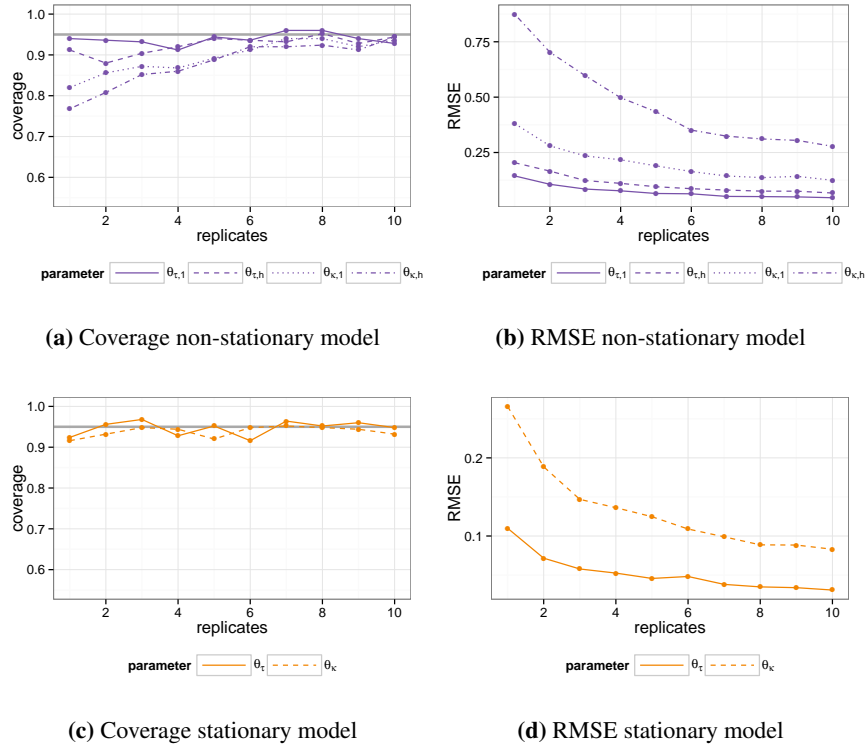 1.0
0.9
0.8
0.7
0.6
coverage
2 4 6 8 10
replicates
parameter θτ,1 θτ,h θκ,1 θκ,h
(a) Coverage non-stationary model
0.75
0.50
0.25
RMSE
2 4 6 8 10
replicates
parameter θτ,1 θτ,h θκ,1 θκ,h
(b) RMSE non-stationary model
1.0
0.9
0.8
0.7
0.6
coverage
2 4 6 8 10
replicates
parameter θτ θκ
(c) Coverage stationary model
0.2
0.1
RMSE
2 4 6 8 10
replicates
parameter θτ θκ
(d) RMSE stationary model